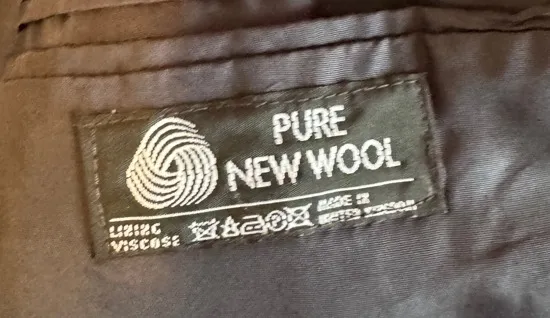 PURE
NEW WOOL
LINING
VISCOSE
MADE IN
UNITED KINGDOM